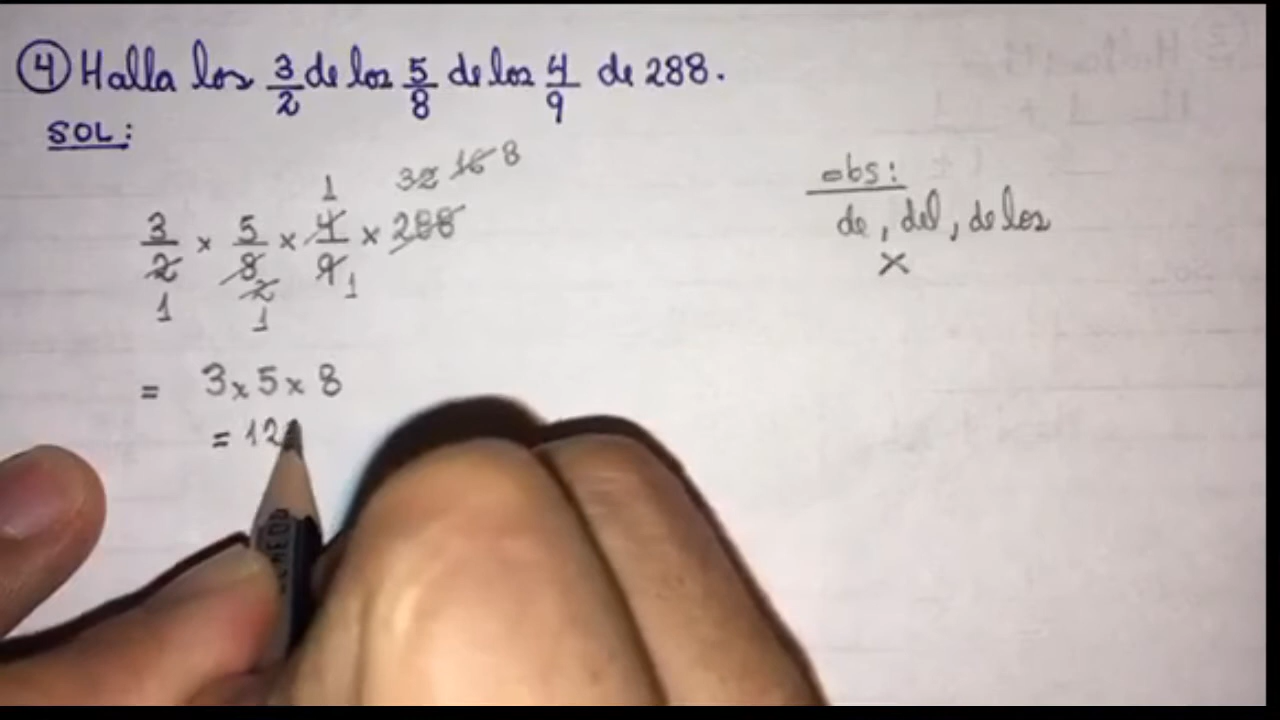 4 Halla los 3/2 de los 5/8 de los 4/9 de 288.
SOL:
32 16 8
1
3/2 × 5/8 × 4/9 × 288
1 2 1
1
= 3 × 5 × 8
= 12
obs:
de, del, de los
×